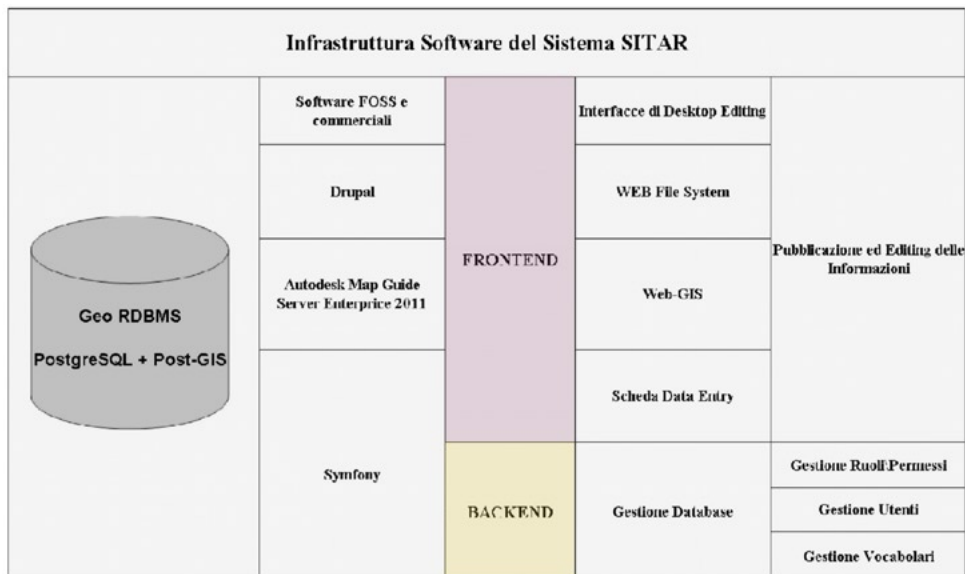 Infrastruttura Software del Sistema SITAR
Software FOSS e
commerciali
Interfacce di Desktop Editing
Drupal
WEB File System
FRONTEND
Pubblicazione ed Editing delle
Informazioni
Autodesk Map Guide
Server Enterprice 2011
Web-GIS
Geo RDBMS
PostgreSQL + Post-GIS
Scheda Data Entry
Symfony
BACKEND
Gestione Database
Gestione Ruoli\Permessi
Gestione Utenti
Gestione Vocabolari